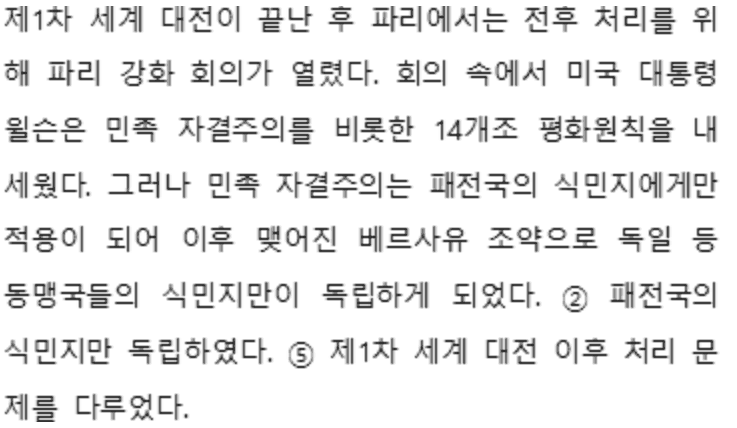 제1차 세계 대전이 끝난 후 파리에서는 전후 처리를 위
해 파리 강화 회의가 열렸다. 회의 속에서 미국 대통령
윌슨은 민족 자결주의를 비롯한 14개조 평화원칙을 내
세웠다. 그러나 민족 자결주의는 패전국의 식민지에게만
적용이 되어 이후 맺어진 베르사유 조약으로 독일 등
동맹국들의 식민지만이 독립하게 되었다. ② 패전국의
식민지만 독립하였다. ⑤ 제1차 세계 대전 이후 처리 문
제를 다루었다.